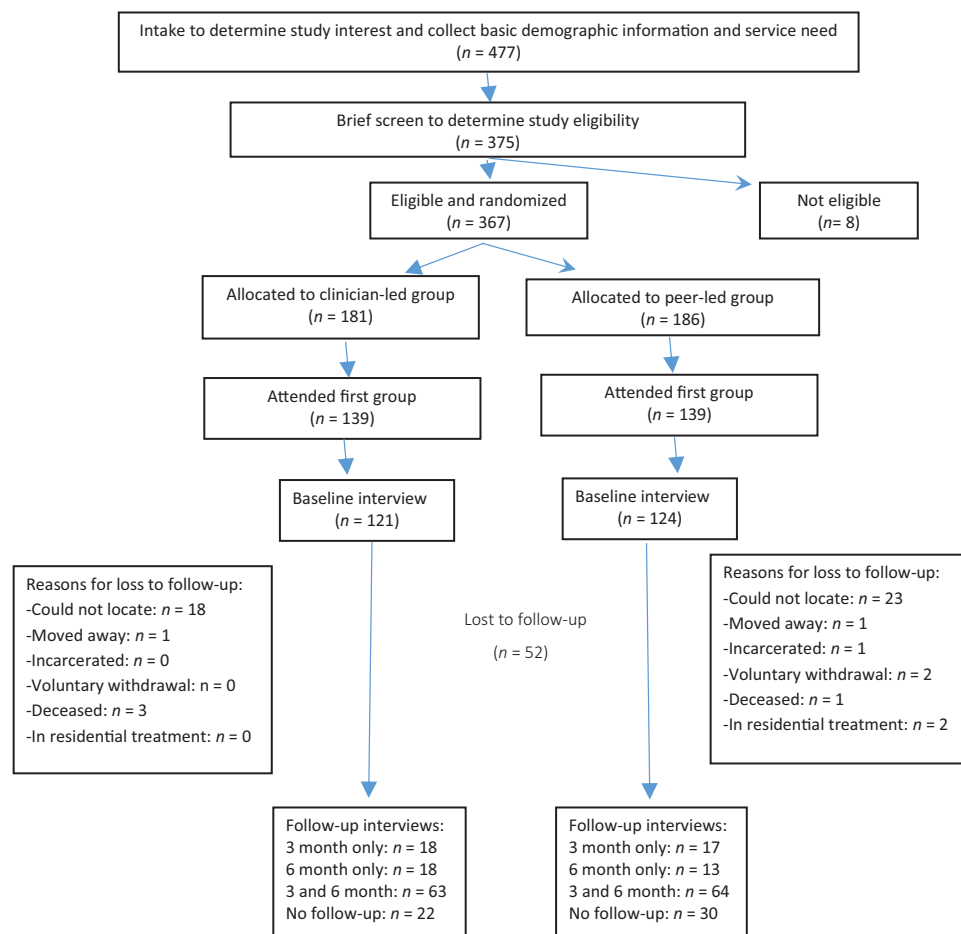 Intake to determine study interest and collect basic demographic information and service need
(n = 477)
Brief screen to determine study eligibility
(n = 375)
Eligible and randomized
(n = 367)
Not eligible
(n= 8)
Allocated to clinician-led group
(n = 181)
Allocated to peer-led group
(n = 186)
Attended first group
(n = 139)
Attended first group
(n = 139)
Baseline interview
(n = 121)
Baseline interview
(n = 124)
Reasons for loss to follow-up:
-Could not locate: n = 18
-Moved away: n = 1
-Incarcerated: n = 0
-Voluntary withdrawal: n = 0
-Deceased: n = 3
-In residential treatment: n = 0
Lost to follow-up
(n = 52)
Reasons for loss to follow-up:
-Could not locate: n = 23
-Moved away: n = 1
-Incarcerated: n = 1
-Voluntary withdrawal: n = 2
-Deceased: n = 1
-In residential treatment: n = 2
Follow-up interviews:
3 month only: n = 18
6 month only: n = 18
3 and 6 month: n = 63
No follow-up: n = 22
Follow-up interviews:
3 month only: n = 17
6 month only: n = 13
3 and 6 month: n = 64
No follow-up: n = 30